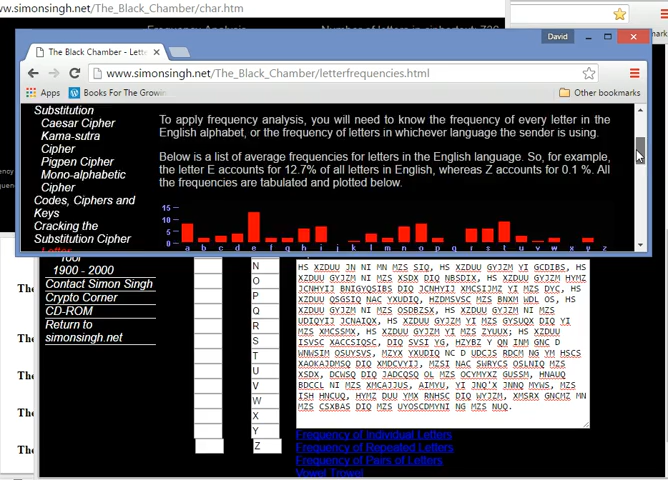 www.simonsingh.net/The_Black_Chamber/char.htm
David
The Black Chamber - Lette
www.simonsingh.net/The_Black_Chamber/letterfrequencies.html
Apps
Books For The Growin
Other bookmarks
Substitution
Caesar Cipher
Kama-sutra
Cipher
Pigpen Cipher
Mono-alphabetic
Cipher
Codes, Ciphers and
Keys
Cracking the
Substitution Cipher
Letter
To apply frequency analysis, you will need to know the frequency of every letter in the
English alphabet, or the frequency of letters in whichever language the sender is using.
Below is a list of average frequencies for letters in the English language. So, for example,
the letter E accounts for 12.7% of all letters in English, whereas Z accounts for 0.1 %. All
the frequencies are tabulated and plotted below.
15
10
5
0
a b c d e f g h i j k l m n o p q r s t u v w x y z
Tool
1900 - 2000
Contact Simon Singh
Crypto Corner
CD-ROM
Return to
simonsingh.net
N
O
P
Q
R
S
T
U
V
W
X
Y
Z
HS XZDUU JN NI MN MZS SIQ, HS XZDUU GYJZM YI GCDIBS, HS
XZDUU GYJZM NI MZS XSDX DIQ NBSDIX, HS XZDUU GYJZM HYMZ
JCNHYIJ BNIGYQSIBS DIQ JCNHYIJ XMCSIJMZ YI MZS DYC, HS
XZDUU QSGSIQ NAC YXUDIQ, HZDMSVSC MZS BNXM WDL OS, HS
XZDUU GYJZM NI MZS OSDBZSX, HS XZDUU GYJZM NI MZS
UDIQYIJ JCNAIQX, HS XZDUU GYJZM YI MZS GYSUQX DIQ YI
MZS XMCSSMX, HS XZDUU GYJZM YI MZS ZYUUX; HS XZDUU
ISVSC XACCSIQSC, DIQ SVSI YG, HZYBZ Y QN INM GNC D
WNWSIM OSUYSVS, MZYX YXUDIQ NC D UDCJS RDCM NG YM HSCS
XAOKAJDMSQ DIQ XMDCVYIJ, MZSI NAC SWRYCS OSLNIQ MZS
XSDX, DCWSQ DIQ JADCQSQ OL MZS OCYMYXZ GUSSM, HNAUQ
BDCCL NI MZS XMCAJJUS, AIMYU, YI JNQ'X JNNQ MYWS, MZS
ISH HNCUQ, HYMZ DUU YMX RNHSC DIQ WYJZM, XMSRX GNCMZ MN
MZS CSXBAS DIQ MZS UYOSCDMYNI NG MZS NUQ.
Frequency of Individual Letters
Frequency of Repeated Letters
Frequency of Pairs of Letters
Vowel Trowel